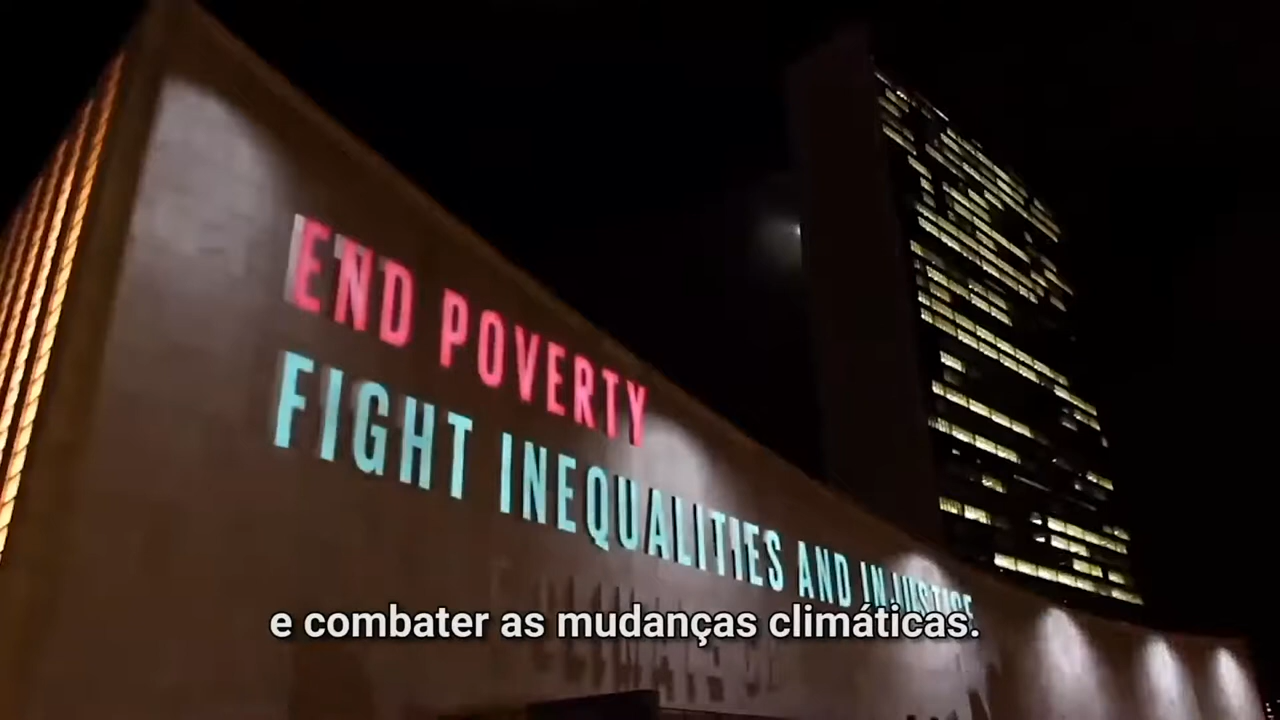 END POVERTY
FIGHT INEQUALITIES AND INJUSTICE
e combater as mudanças climáticas.